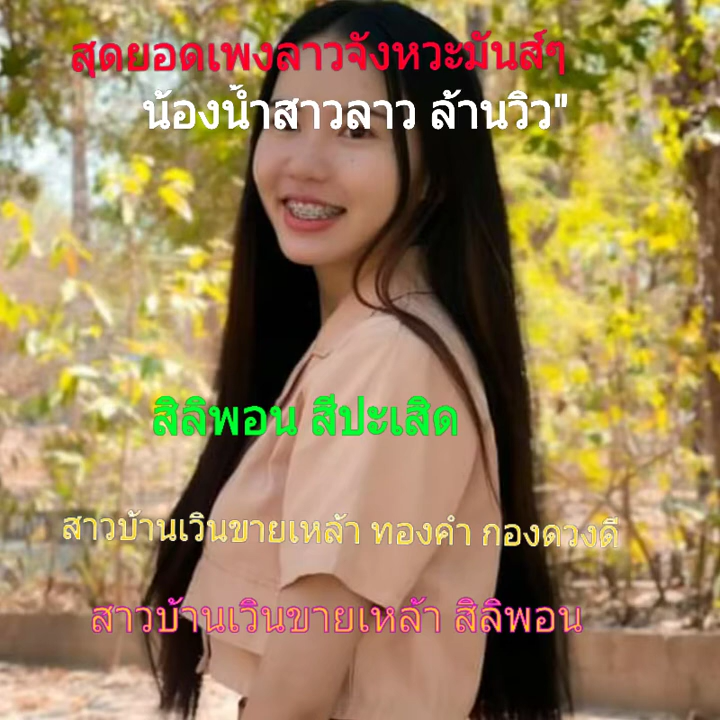 สุดยอดเพงลาวจังหวะมันส์ๆ
น้องน้ำสาวลาว ล้านวิว"
สิลิพอน สีปะเสิด
สาวบ้านเวินขายเหล้า ทองคำ กองดวงดี
สาวบ้านเวินขายเหล้า สิลิพอน